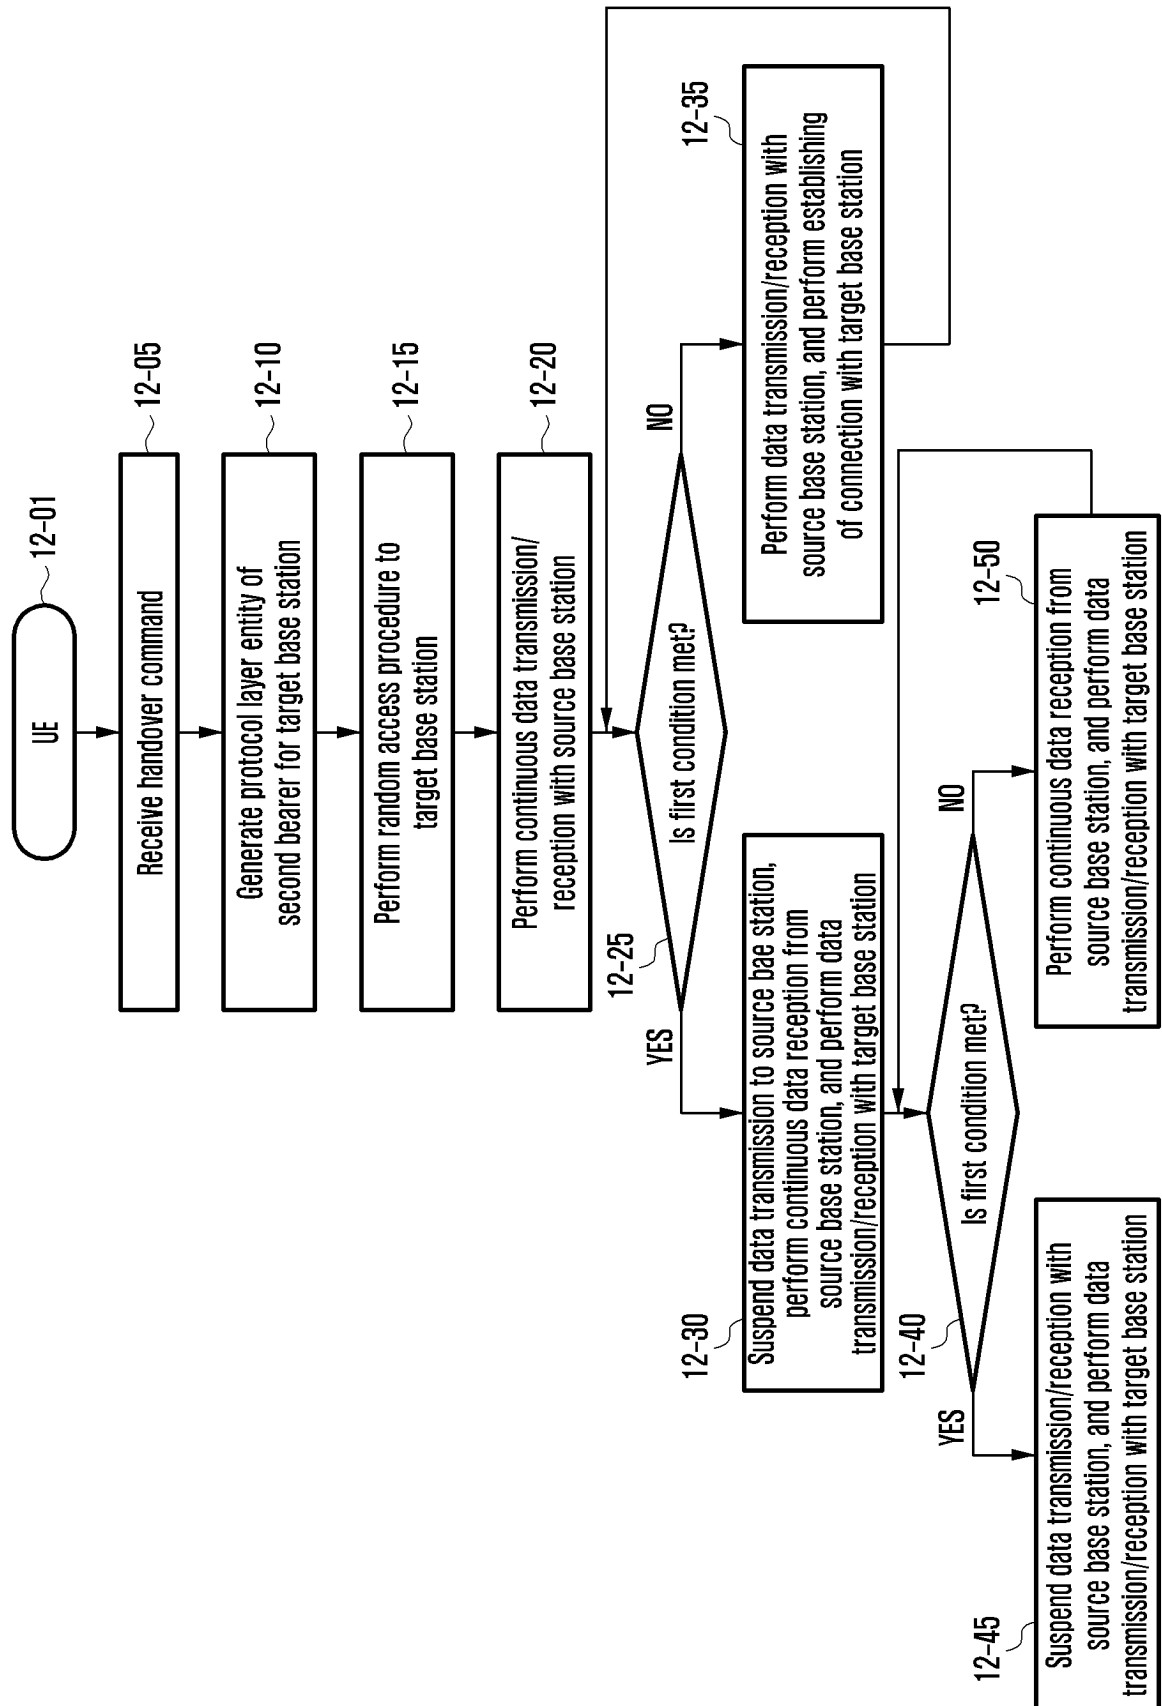 UE
12-01
Receive handover command
12-05
Generate protocol layer entity of
second bearer for target base station
12-10
Perform random access procedure to
target base station
12-15
Perform continuous data transmission/
reception with source base station
12-20
Is first condition met?
12-25
YES
NO
Suspend data transmission to source bae station,
perform continuous data reception from
source base station, and perform data
transmission/reception with target base station
12-30
Perform data transmission/reception with
source base station, and perform establishing
of connection with target base station
12-35
Is first condition met?
12-40
YES
NO
Suspend data transmission/reception with
source base station, and perform data
transmission/reception with target base station
12-45
Perform continuous data reception from
source base station, and perform data
transmission/reception with target base station
12-50